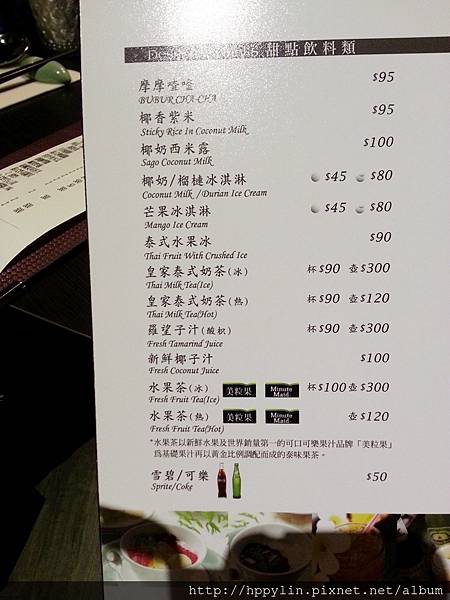 甜點飲料類
摩摩喳喳 $95
BUBUR CHA-CHA
椰香紫米 $95
Sticky Rice In Coconut Milk
椰奶西米露 $100
Sago Coconut Milk
椰奶/榴槤冰淇淋 $45 $80
Coconut Milk /Durian Ice Cream
芒果冰淇淋 $45 $80
Mango Ice Cream
泰式水果冰 $90
Thai Fruit With Crushed Ice
皇家泰式奶茶(冰) 杯$90 壺$300
Thai Milk Tea(Ice)
皇家泰式奶茶(熱) 杯$90 壺$120
Thai Milk Tea(Hot)
羅望子汁(酸枳) 杯$90 壺$300
Fresh Tamarind Juice
新鮮椰子汁 $100
Fresh Coconut Juice
水果茶(冰) 美粒果 Minute Maid 杯$100壺$300
Fresh Fruit Tea(Ice)
水果茶(熱) 美粒果 Minute Maid 壺$120
Fresh Fruit Tea(Hot)
*水果茶以新鮮水果及世界銷量第一的可口可樂果汁品牌「美粒果」
為基礎果汁再以黃金比例調配而成的泰味果茶。
雪碧/可樂 $50
Sprite/Coke
http://hppylin.pixnet.net/album